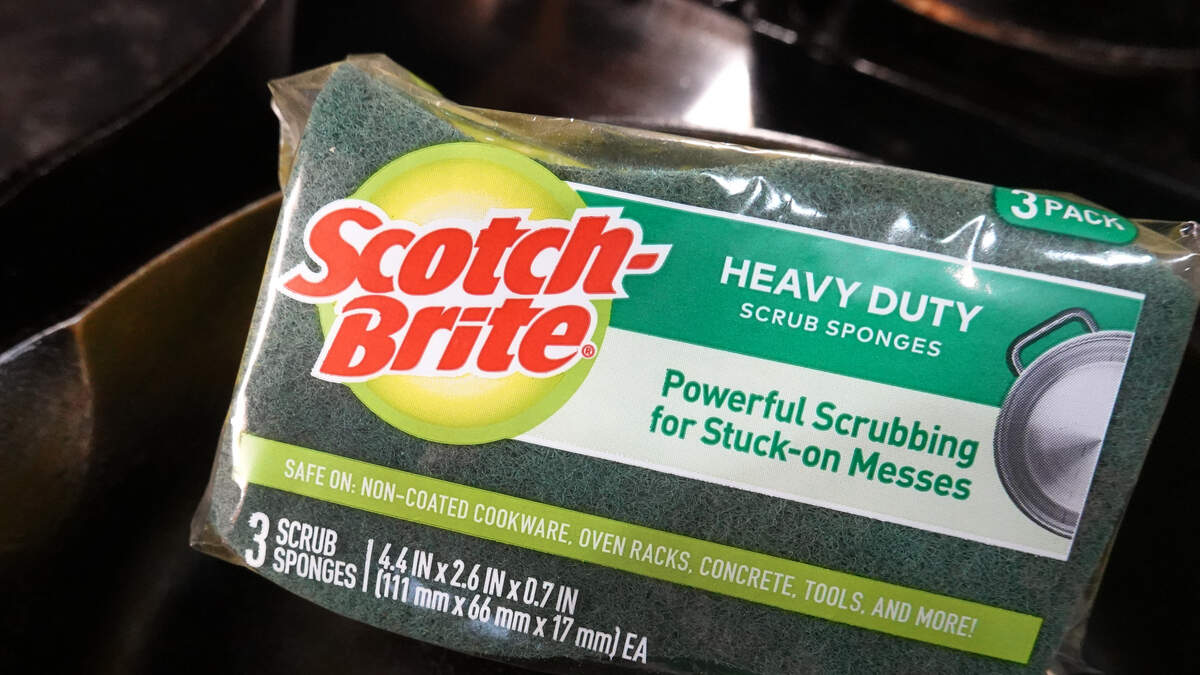 3 PACK
Scotch-
Brite®
HEAVY DUTY
SCRUB SPONGES
Powerful Scrubbing
for Stuck-on Messes
SAFE ON: NON-COATED COOKWARE, OVEN RACKS, CONCRETE, TOOLS, AND MORE!
3 SCRUB
SPONGES
4.4 IN x 2.6 IN x 0.7 IN
(111 mm x 66 mm x 17 mm) EA